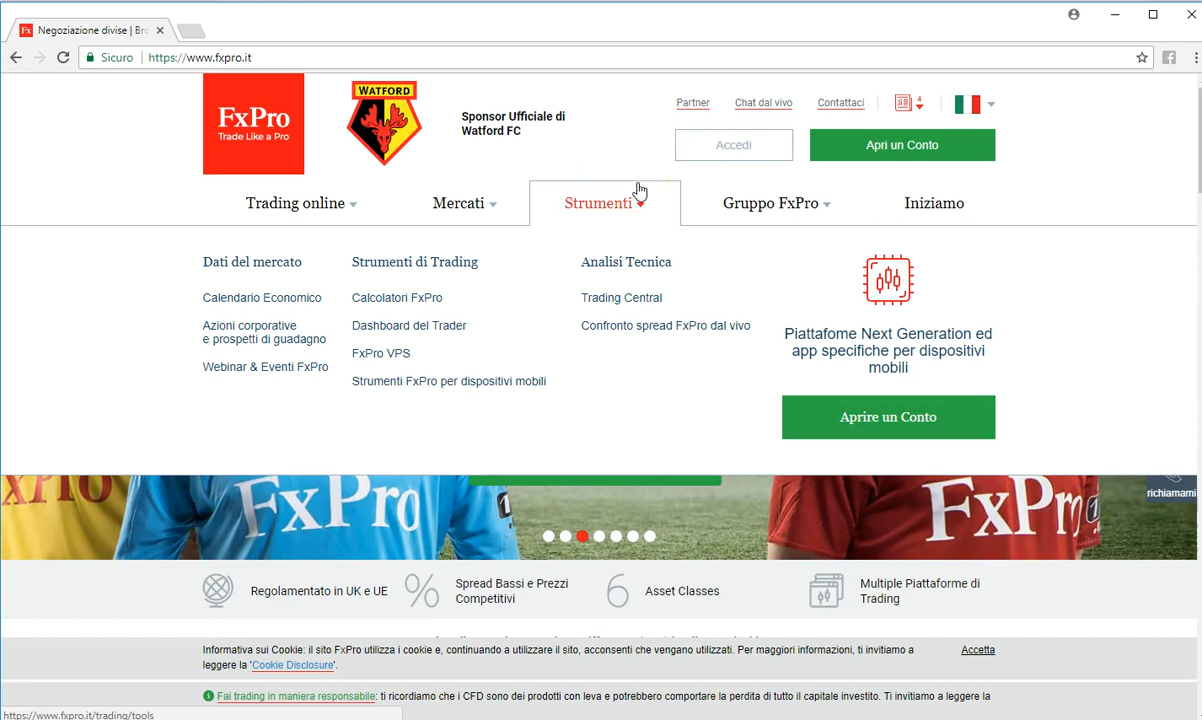 Negoziazione divise | Bro
Sicuro
https://www.fxpro.it
FxPro
Trade Like a Pro
WATFORD
Sponsor Ufficiale di
Watford FC
Partner
Chat dal vivo
Contattaci
4
Accedi
Apri un Conto
Trading online
Mercati
Strumenti
Gruppo FxPro
Iniziamo
Dati del mercato
Calendario Economico
Azioni corporative
e prospetti di guadagno
Webinar & Eventi FxPro
Strumenti di Trading
Calcolatori FxPro
Dashboard del Trader
FxPro VPS
Strumenti FxPro per dispositivi mobili
Analisi Tecnica
Trading Central
Confronto spread FxPro dal vivo
Piattafome Next Generation ed
app specifiche per dispositivi
mobili
Aprire un Conto
richiamami
FxPro
FxPro
Regolamentato in UK e UE
%
Spread Bassi e Prezzi
Competitivi
6
Asset Classes
Multiple Piattaforme di
Trading
Informativa sui Cookie: il sito FxPro utilizza i cookie e, continuando a utilizzare il sito, acconsenti che vengano utilizzati. Per maggiori informazioni, ti invitiamo a
leggere la 'Cookie Disclosure'.
Accetta
Fai trading in maniera responsabile: ti ricordiamo che i CFD sono dei prodotti con leva e potrebbero comportare la perdita di tutto il capitale investito. Ti invitiamo a leggere la
https://www.fxpro.it/trading/tools